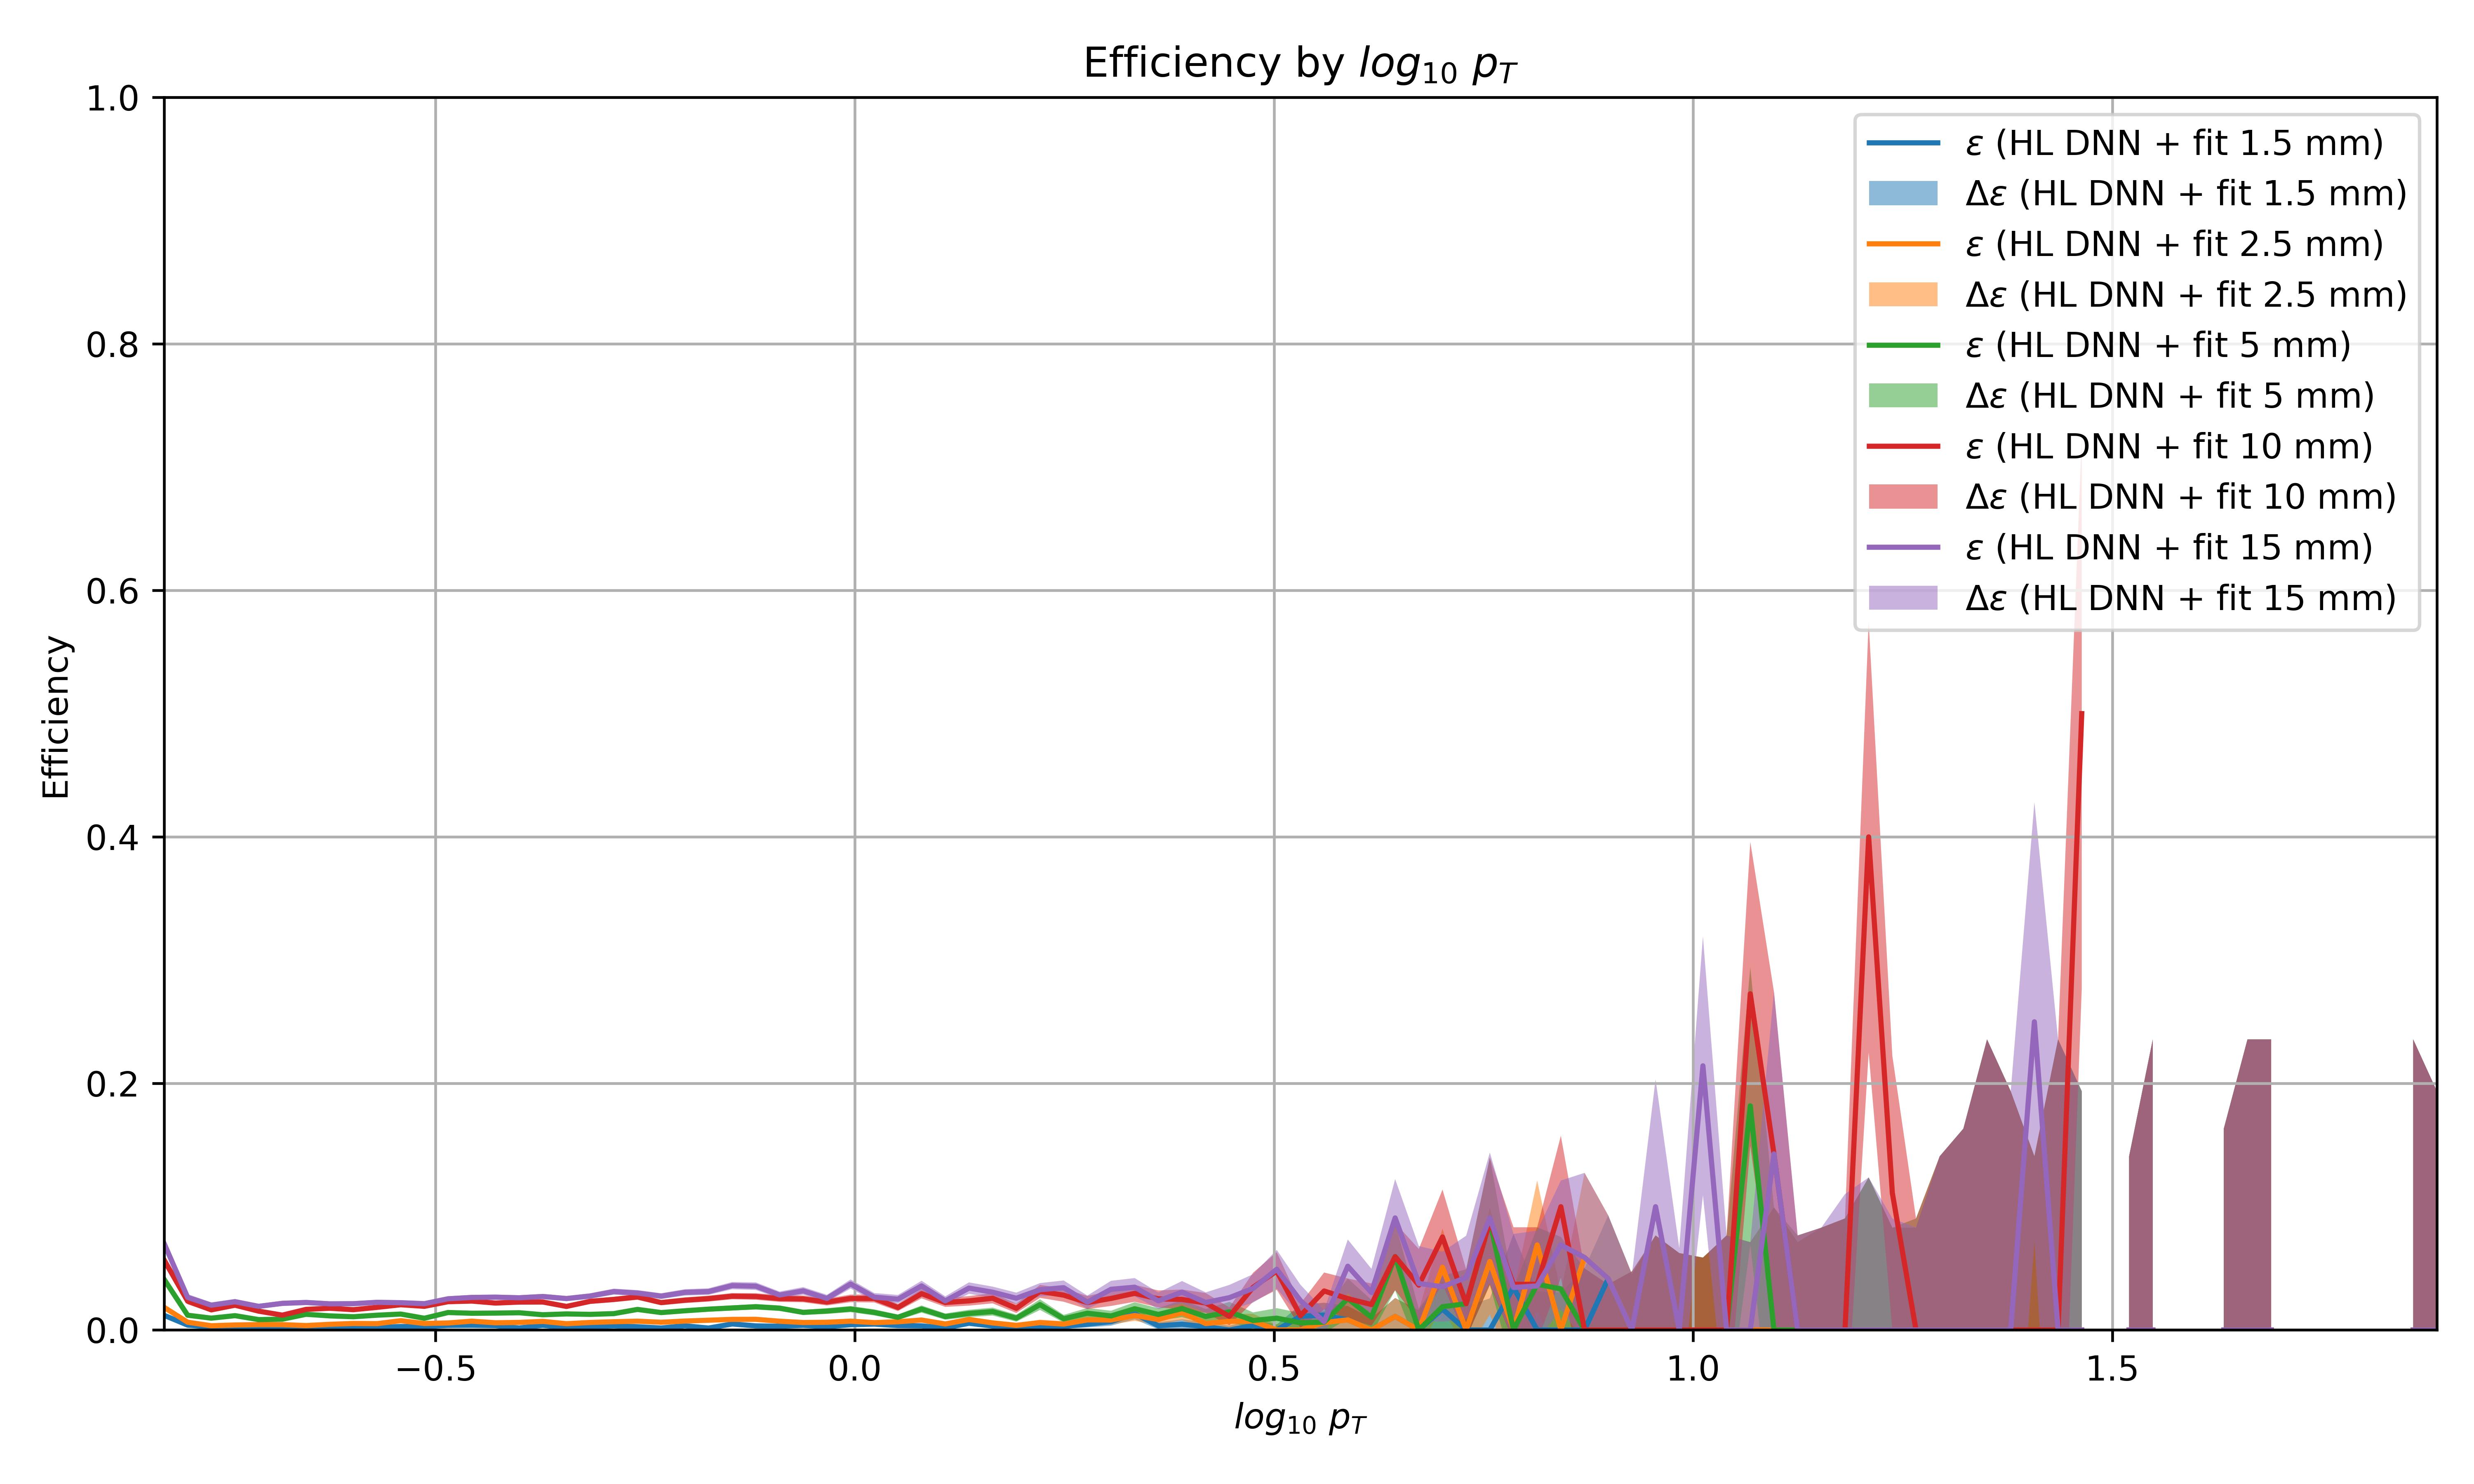 Efficiency by log₁₀ p_T
1.0
0.8
0.6
0.4
0.2
0.0
Efficiency
ε (HL DNN + fit 1.5 mm)
Δε (HL DNN + fit 1.5 mm)
ε (HL DNN + fit 2.5 mm)
Δε (HL DNN + fit 2.5 mm)
ε (HL DNN + fit 5 mm)
Δε (HL DNN + fit 5 mm)
ε (HL DNN + fit 10 mm)
Δε (HL DNN + fit 10 mm)
ε (HL DNN + fit 15 mm)
Δε (HL DNN + fit 15 mm)
−0.5 0.0 0.5 1.0 1.5
log₁₀ p_T